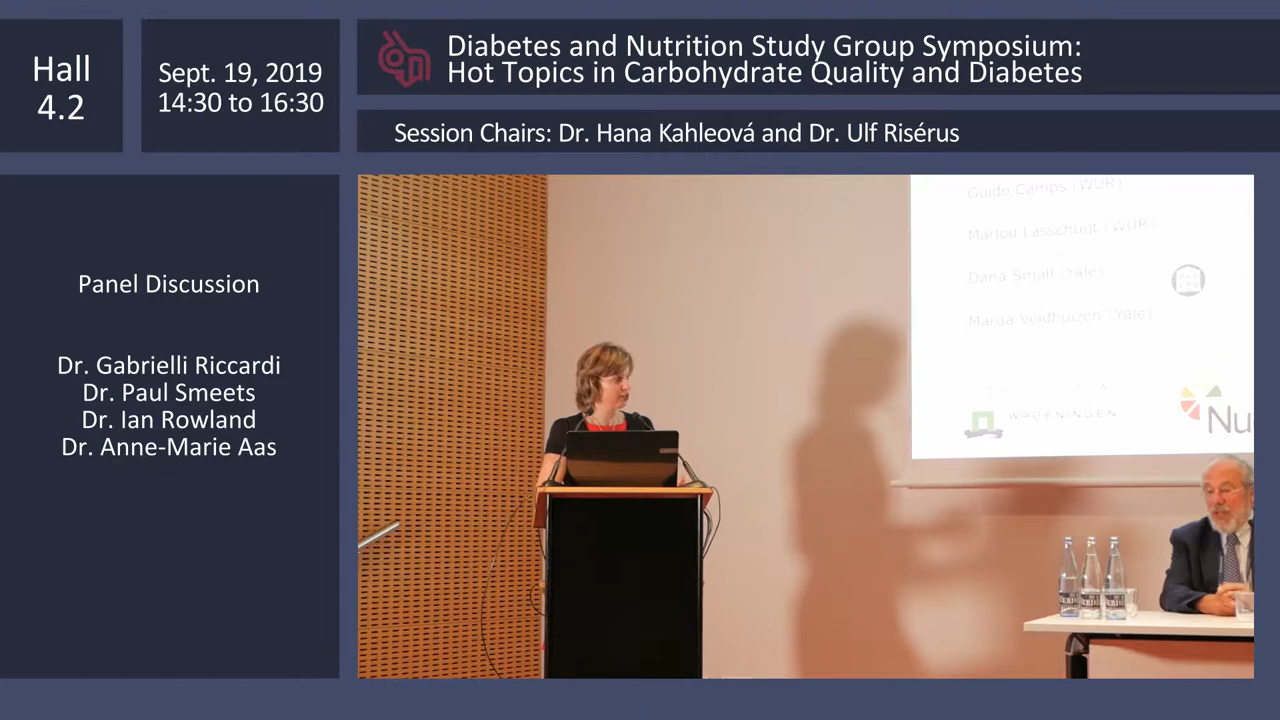 Hall
4.2
Sept. 19, 2019
14:30 to 16:30
Diabetes and Nutrition Study Group Symposium:
Hot Topics in Carbohydrate Quality and Diabetes
Session Chairs: Dr. Hana Kahleová and Dr. Ulf Risérus
Panel Discussion
Dr. Gabrielli Riccardi
Dr. Paul Smeets
Dr. Ian Rowland
Dr. Anne-Marie Aas
Guido Camps (WUR)
(WUR)
Dana Small (Yale)
Marga Veldhuizen (Yale)
WAGENINGEN
Nu